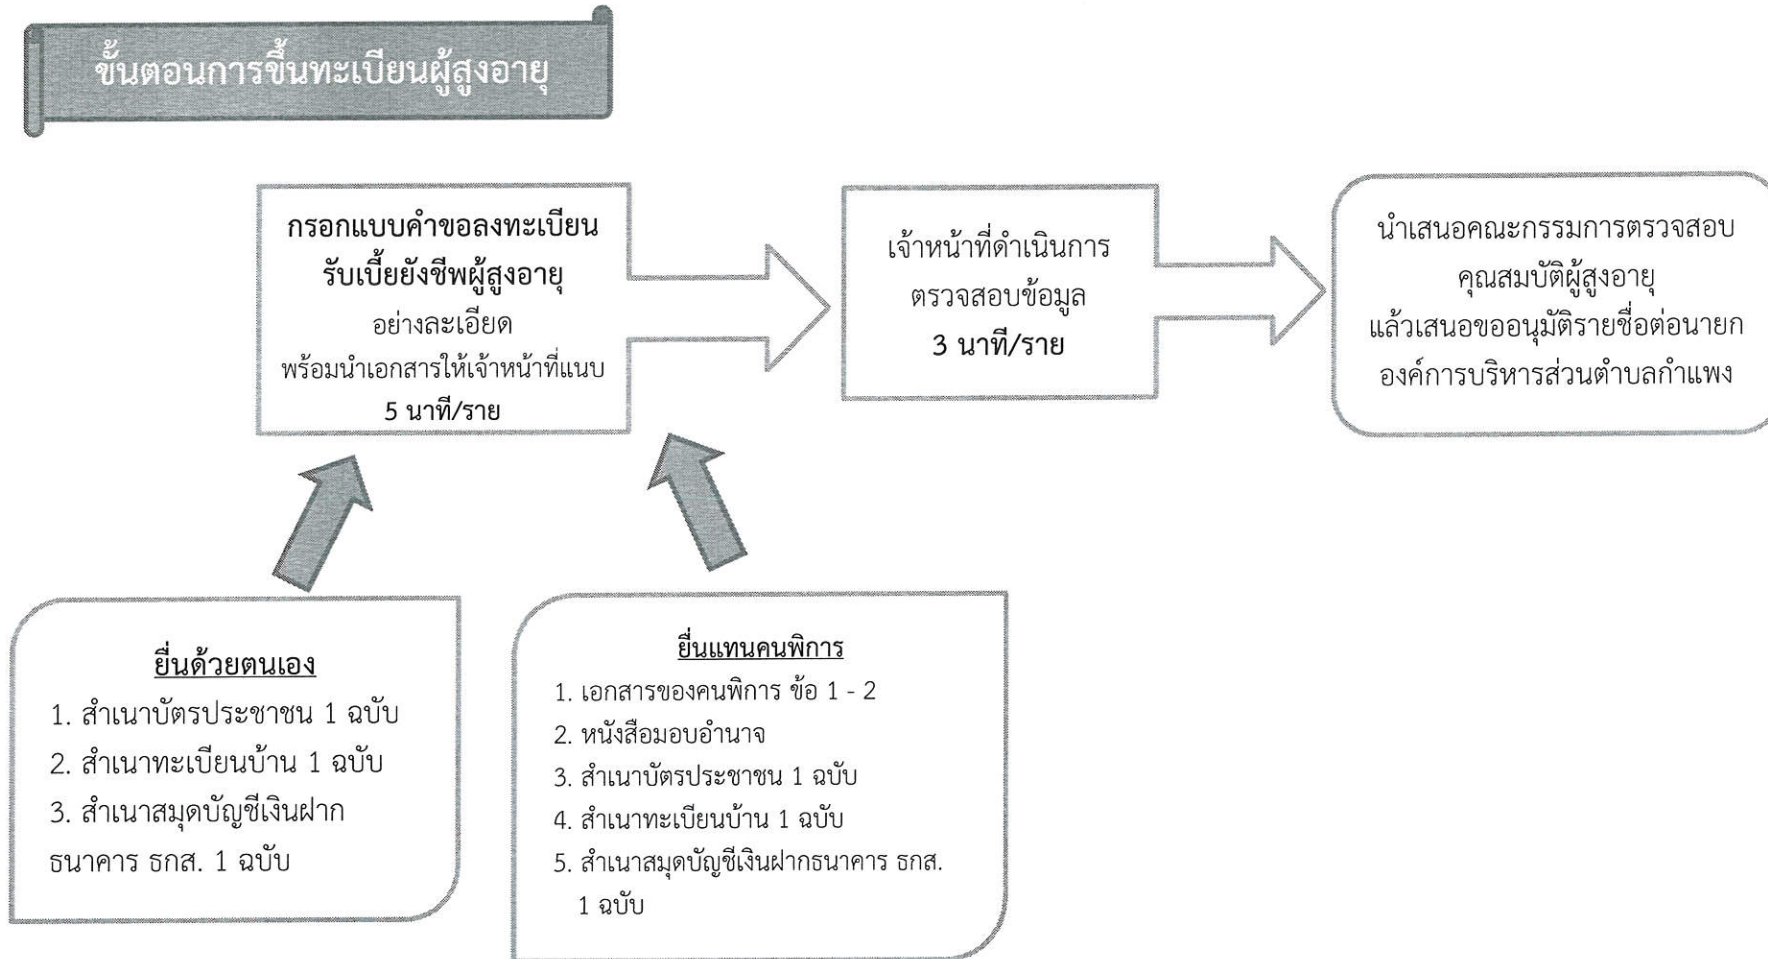 ขั้นตอนการขึ้นทะเบียนผู้สูงอายุ
กรอกแบบคำขอลงทะเบียน
รับเบี้ยยังชีพผู้สูงอายุ
อย่างละเอียด
พร้อมนำเอกสารให้เจ้าหน้าที่แนบ
5 นาที/ราย
เจ้าหน้าที่ดำเนินการ
ตรวจสอบข้อมูล
3 นาที/ราย
นำเสนอคณะกรรมการตรวจสอบ
คุณสมบัติผู้สูงอายุ
แล้วเสนอขออนุมัติรายชื่อต่อนายก
องค์การบริหารส่วนตำบลกำแพง
ยื่นด้วยตนเอง
1. สำเนาบัตรประชาชน 1 ฉบับ
2. สำเนาทะเบียนบ้าน 1 ฉบับ
3. สำเนาสมุดบัญชีเงินฝาก
ธนาคาร ธกส. 1 ฉบับ
ยื่นแทนคนพิการ
1. เอกสารของคนพิการ ข้อ 1 - 2
2. หนังสือมอบอำนาจ
3. สำเนาบัตรประชาชน 1 ฉบับ
4. สำเนาทะเบียนบ้าน 1 ฉบับ
5. สำเนาสมุดบัญชีเงินฝากธนาคาร ธกส.
1 ฉบับ